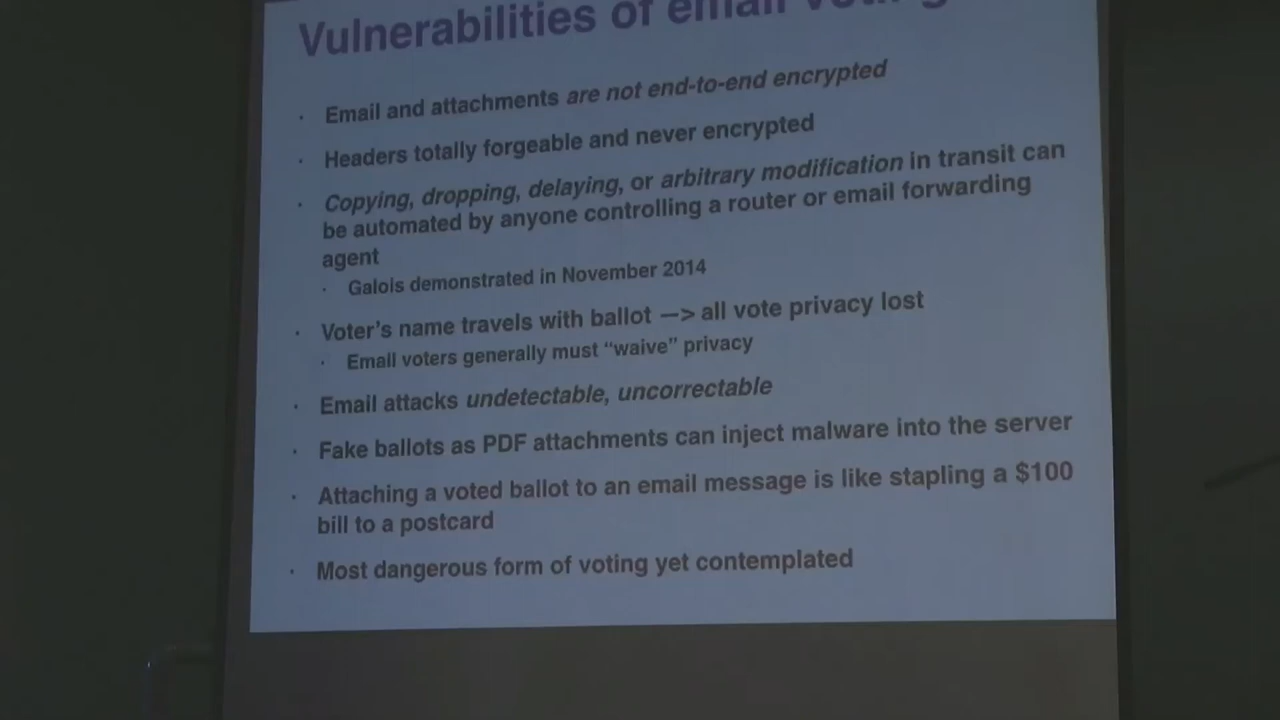 Vulnerabilities of email voting
· Email and attachments are not end-to-end encrypted
· Headers totally forgeable and never encrypted
· Copying, dropping, delaying, or arbitrary modification in transit can
be automated by anyone controlling a router or email forwarding
agent
· Galois demonstrated in November 2014
· Voter's name travels with ballot —> all vote privacy lost
· Email voters generally must “waive” privacy
· Email attacks undetectable, uncorrectable
· Fake ballots as PDF attachments can inject malware into the server
· Attaching a voted ballot to an email message is like stapling a $100
bill to a postcard
· Most dangerous form of voting yet contemplated